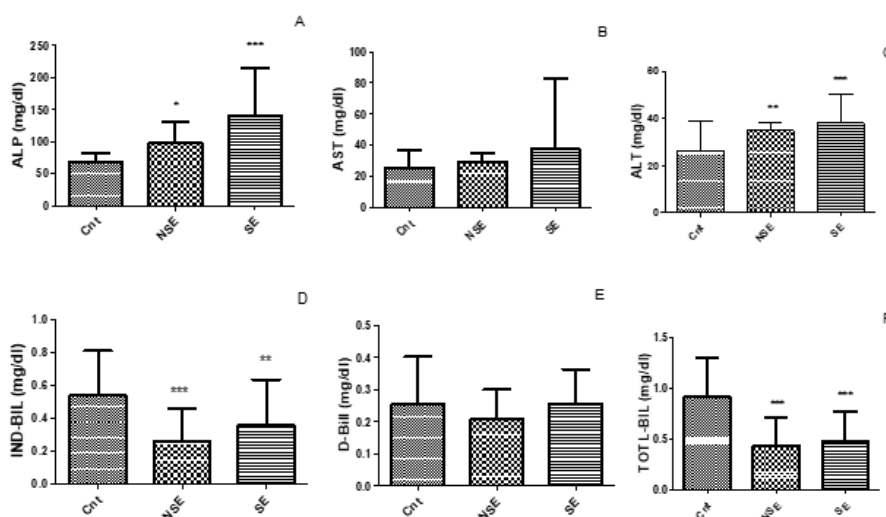 A
***
*
ALP (mg/dl)
250
200
150
100
50
0
Cnt
NSE
SE
B
AST (mg/dl)
100
80
60
40
20
0
Cnt
NSE
SE
**
***
ALT (mg/dl)
60
40
20
0
Cnt
NSE
SE
D
***
**
IND-BIL (mg/dl)
1.0
0.8
0.6
0.4
0.2
0.0
Cnt
NSE
SE
E
D-Bill (mg/dl)
0.5
0.4
0.3
0.2
0.1
0.0
Cnt
NSE
SE
***
***
TOTL-BIL (mg/dl)
1.5
1.0
0.5
0.0
Cnt
NSE
SE